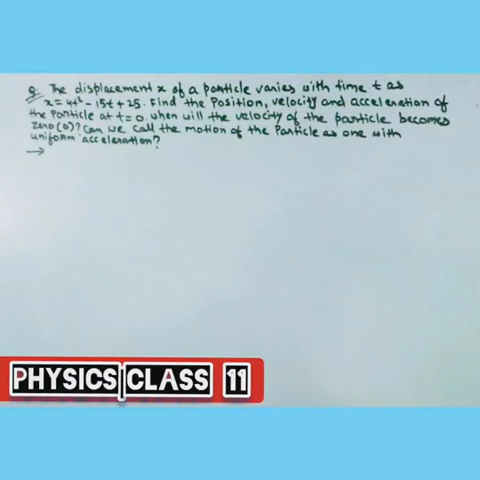 Q. The displacement x of a particle varies with time t as
x = 4t² - 15t + 25. Find the position, velocity and acceleration of
the particle at t = 0. When will the velocity of the particle becomes
zero (0)? Can we call the motion of the particle as one with
uniform acceleration?
→
PHYSICS CLASS 11